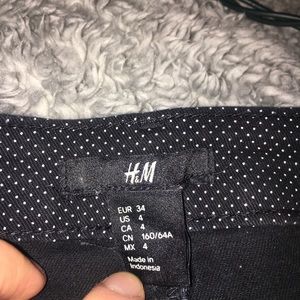 H&M
EUR 34
US 4
CA 4
CN 160/64A
MX 4
Made in
Indonesia